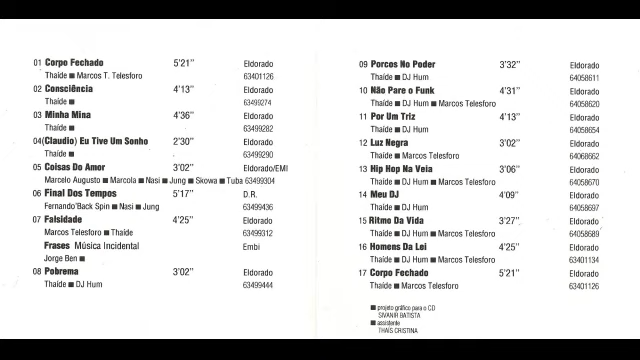 01 Corpo Fechado 5'21" Eldorado
Thaíde ■ Marcos T. Telesforo 63401126
02 Consciência 4'13" Eldorado
Thaíde ■ 63499274
03 Minha Mina 4'36" Eldorado
Thaíde ■ 63499282
04(Claudio) Eu Tive Um Sonho 2'30" Eldorado
Thaíde ■ 63499290
05 Coisas Do Amor 3'02" Eldorado/EMI
Marcelo Augusto ■ Marcola ■ Nasi ■ Jung ■ Skowa ■ Tuba 63499304
06 Final Dos Tempos 5'17" D.R.
Fernando'Back Spin ■ Nasi ■ Jung 63499436
07 Falsidade 4'25" Eldorado
Marcos Telesforo ■ Thaíde 63499312
Frases Música Incidental Embi
Jorge Ben ■
08 Pobrema 3'02" Eldorado
Thaíde ■ DJ Hum 63499444
09 Porcos No Poder 3'32" Eldorado
Thaíde ■ DJ Hum 64058611
10 Não Pare o Funk 4'31" Eldorado
Thaíde ■ DJ Hum ■ Marcos Telesforo 64058620
11 Por Um Triz 4'13" Eldorado
Thaíde ■ DJ Hum 64058654
12 Luz Negra 3'02" Eldorado
Thaíde ■ Marcos Telesforo 64068662
13 Hip Hop Na Veia 3'06" Eldorado
Thaíde ■ DJ Hum ■ Marcos Telesforo 64058670
14 Meu DJ 4'09" Eldorado
Thaíde ■ DJ Hum 64058697
15 Ritmo Da Vida 3'27" Eldorado
Thaíde ■ DJ Hum ■ Marcos Telesforo 64058689
16 Homens Da Lei 4'25" Eldorado
Thaíde ■ DJ Hum ■ Marcos Telesforo 63401134
17 Corpo Fechado 5'21" Eldorado
Thaíde ■ Marcos Telesforo 63401126
■ projeto gráfico para o CD
SIVANIR BATISTA
■ assistente
THAIS CRISTINA